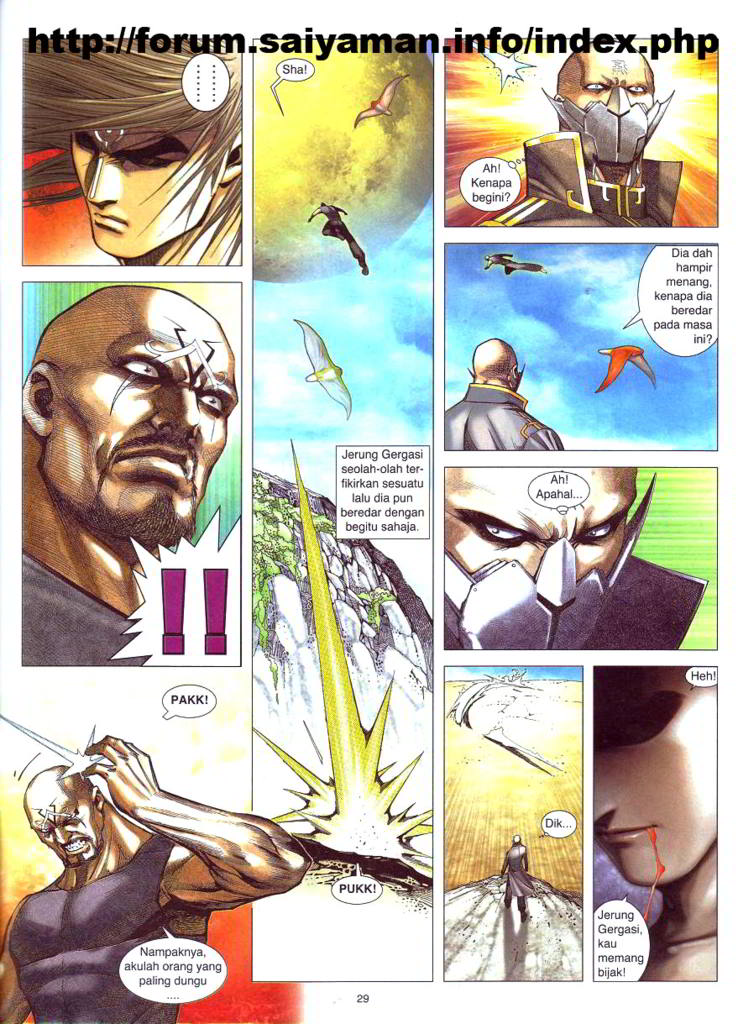 http://forum.saiyaman.info/index.php
......
!!
PAKK!
Nampaknya,
akulah orang yang
paling dungu
....
Sha!
Jerung Gergasi
seolah-olah ter-
fikirkan sesuatu
lalu dia pun
beredar dengan
begitu sahaja.
PUKK!
Ah!
Kenapa
begini?
Dia dah
hampir
menang,
kenapa dia
beredar
pada masa
ini?
Ah!
Apahal...
Dik...
Heh!
Jerung
Gergasi,
kau
memang
bijak!
29